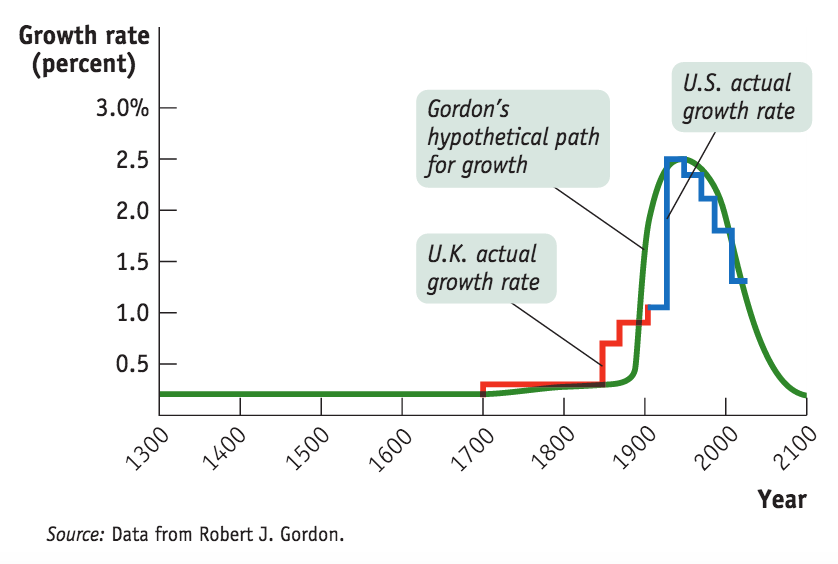 Growth rate
(percent)
3.0%
2.5
2.0
1.5
1.0
0.5
Gordon's
hypothetical path
for growth
U.S. actual
growth rate
U.K. actual
growth rate
1300
1400
1500
1600
1700
1800
1900
2000
2100
Year
Source: Data from Robert J. Gordon.